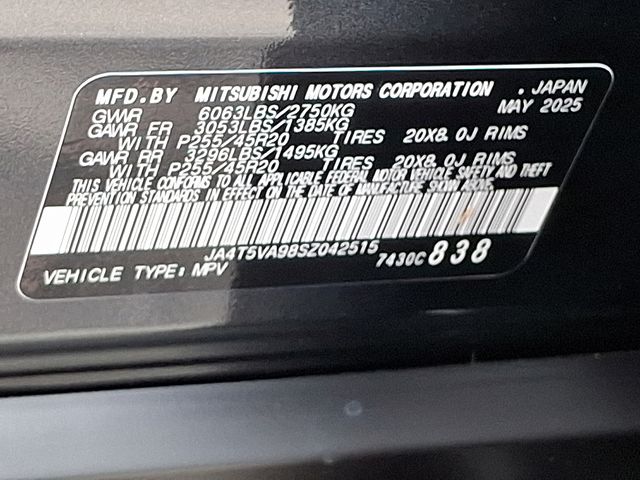 MFD.BY MITSUBISHI MOTORS CORPORATION , JAPAN
GVWR 6063LBS/2750KG MAY 2025
GAWR FR 3053LBS/1385KG
WITH P255/45R20 TIRES 20X8.0J RIMS
GAWR RR 3296LBS/1495KG
WITH P255/45R20 TIRES 20X8.0J RIMS
THIS VEHICLE CONFORMS TO ALL APPLICABLE FEDERAL MOTOR VEHICLE SAFETY AND THEFT
PREVENTION STANDARDS IN EFFECT ON THE DATE OF MANUFACTURE SHOWN ABOVE.
JA4T5VA98SZ042515
VEHICLE TYPE: MPV 7430C 838